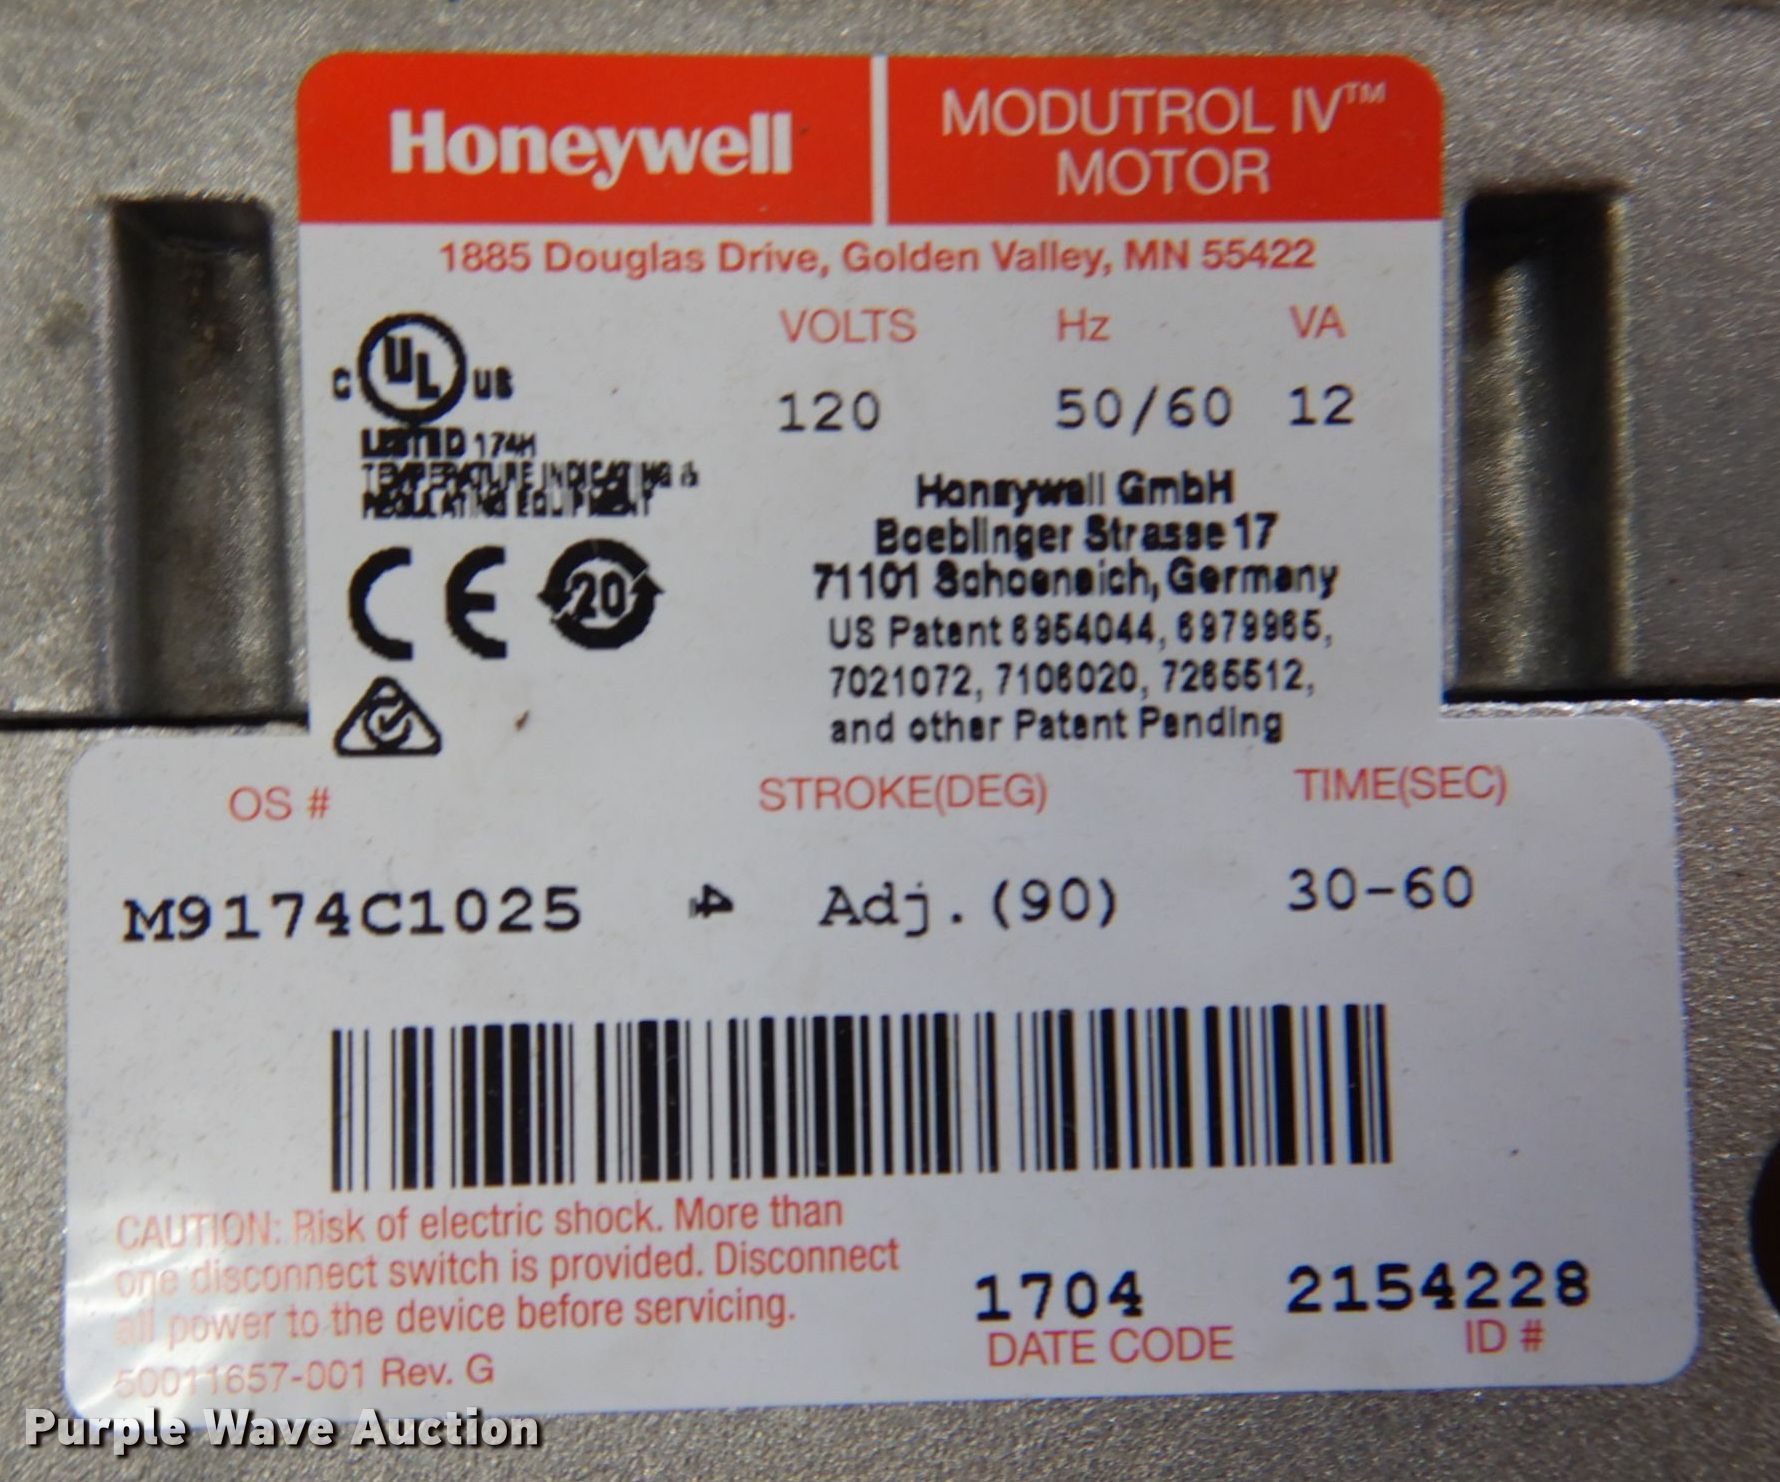 Honeywell
MODUTROL IV™
MOTOR
1885 Douglas Drive, Golden Valley, MN 55422
VOLTS Hz VA
120 50/60 12
C UL US
LISTED 174H
TEMPERATURE INDICATING &
REGULATING EQUIPMENT
CE 20
Honeywell GmbH
Boeblinger Strasse 17
71101 Schoenaich, Germany
US Patent 6954044, 6979965,
7021072, 7106020, 7265512,
and other Patent Pending
OS # STROKE(DEG) TIME(SEC)
M9174C1025 4 Adj.(90) 30-60
CAUTION: Risk of electric shock. More than
one disconnect switch is provided. Disconnect
all power to the device before servicing.
50011657-001 Rev. G
1704 2154228
DATE CODE ID #
Purple Wave Auction